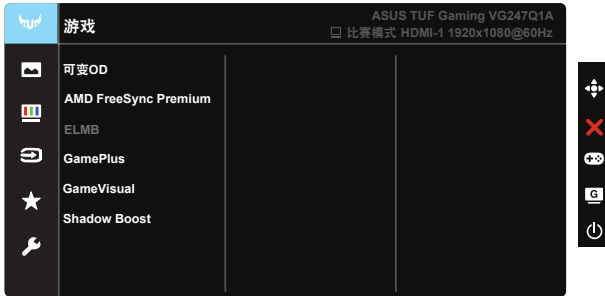 游戏
ASUS TUF Gaming VG247Q1A
比赛模式 HDMI-1 1920x1080@60Hz
可变OD
AMD FreeSync Premium
ELMB
GamePlus
GameVisual
Shadow Boost
G